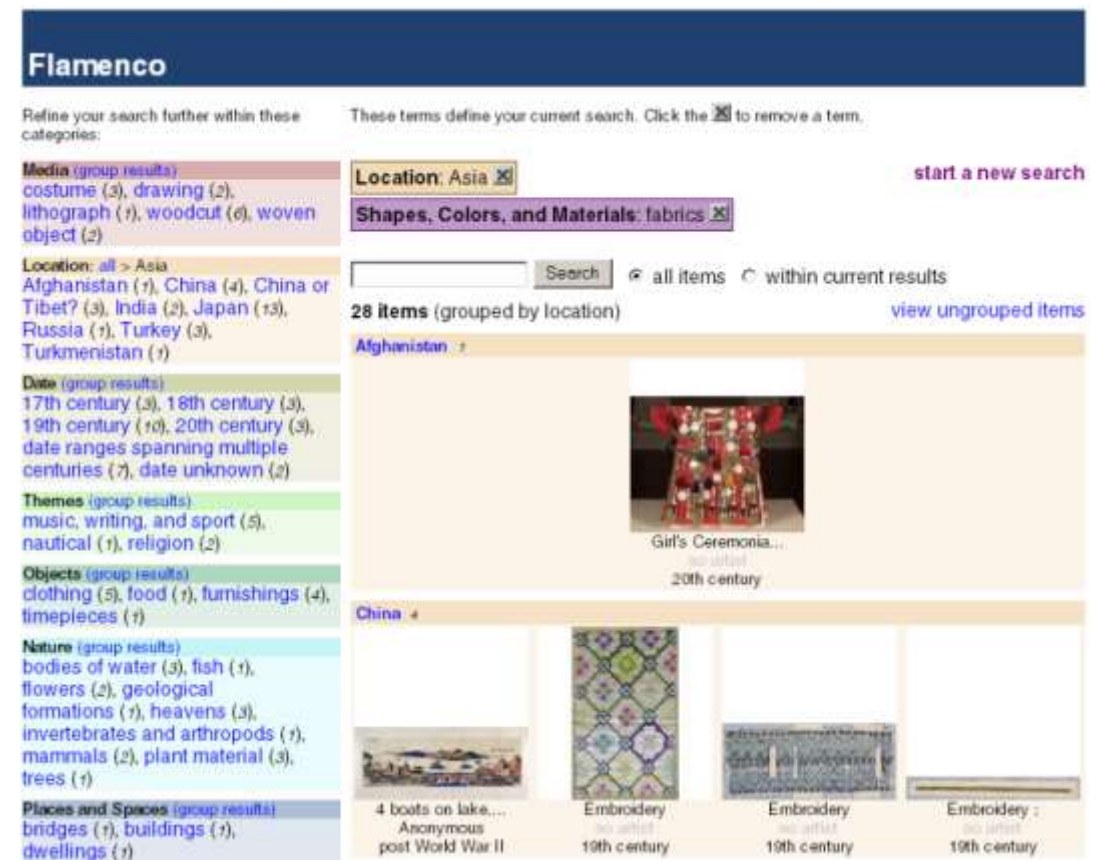 Flamenco
Refine your search further within these
categories:
Media (group results)
costume (3), drawing (2),
lithograph (1), woodcut (6), woven
object (2)
Location: all > Asia
Afghanistan (1), China (4), China or
Tibet? (3), India (2), Japan (13),
Russia (1), Turkey (3),
Turkmenistan (1)
Date (group results)
17th century (3), 18th century (3),
19th century (10), 20th century (3),
date ranges spanning multiple
centuries (7), date unknown (2)
Themes (group results)
music, writing, and sport (5),
nautical (1), religion (2)
Objects (group results)
clothing (5), food (1), furnishings (4),
timepieces (1)
Nature (group results)
bodies of water (3), fish (1),
flowers (2), geological
formations (1), heavens (3),
invertebrates and arthropods (1),
mammals (2), plant material (3),
trees (1)
Places and Spaces (group results)
bridges (1), buildings (1),
dwellings (1)
These terms define your current search. Click the to remove a term.
Location: Asia
start a new search
Shapes, Colors, and Materials: fabrics
Search all items within current results
28 items (grouped by location)
view ungrouped items
Afghanistan 1
Girl's Ceremonia...
no artist
20th century
China 4
4 boats on lake....
Anonymous
post World War II
Embroidery
no artist
19th century
Embroidery
no artist
19th century
Embroidery :
no artist
19th century